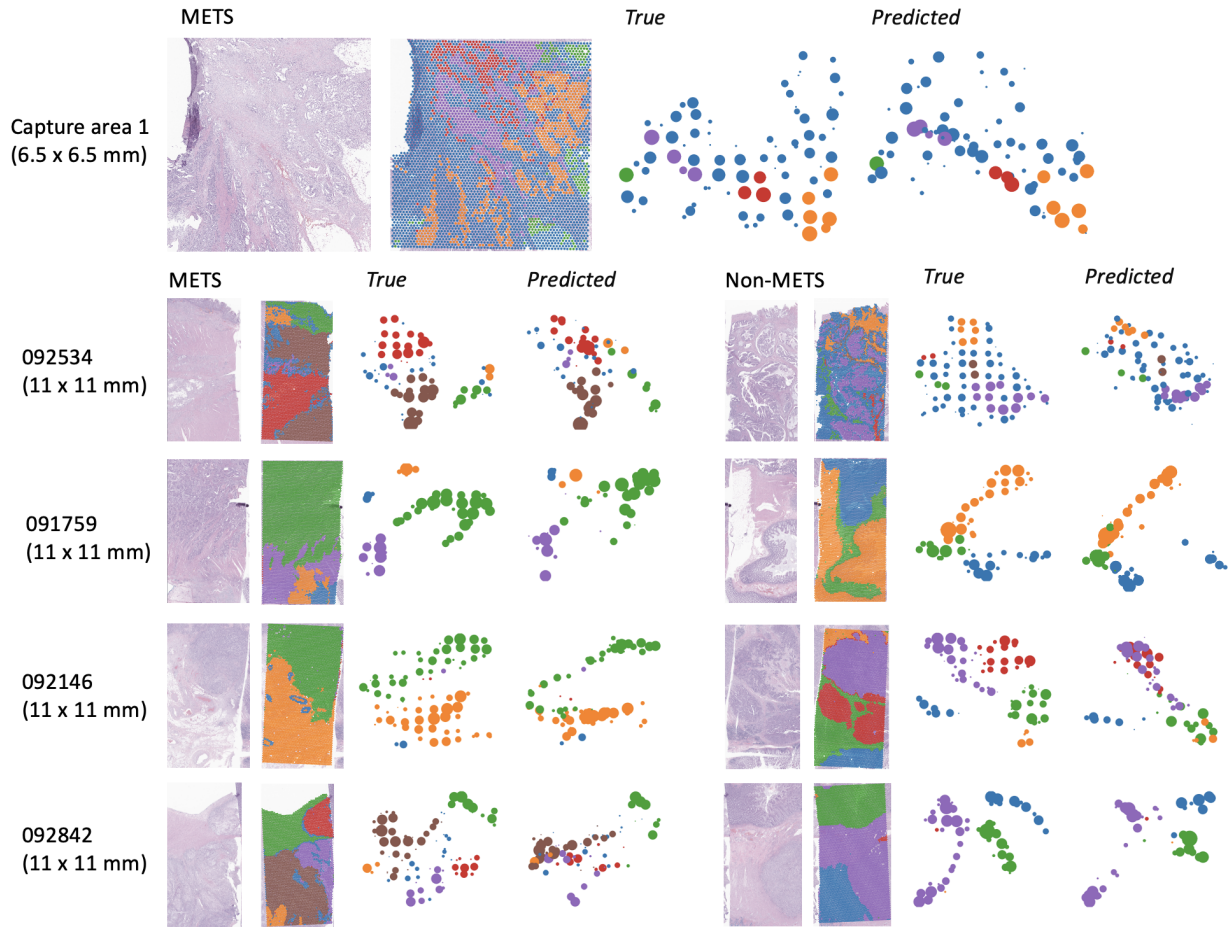 METS True Predicted
Capture area 1
(6.5 x 6.5 mm)
METS True Predicted Non-METS True Predicted
092534
(11 x 11 mm)
091759
(11 x 11 mm)
092146
(11 x 11 mm)
092842
(11 x 11 mm)